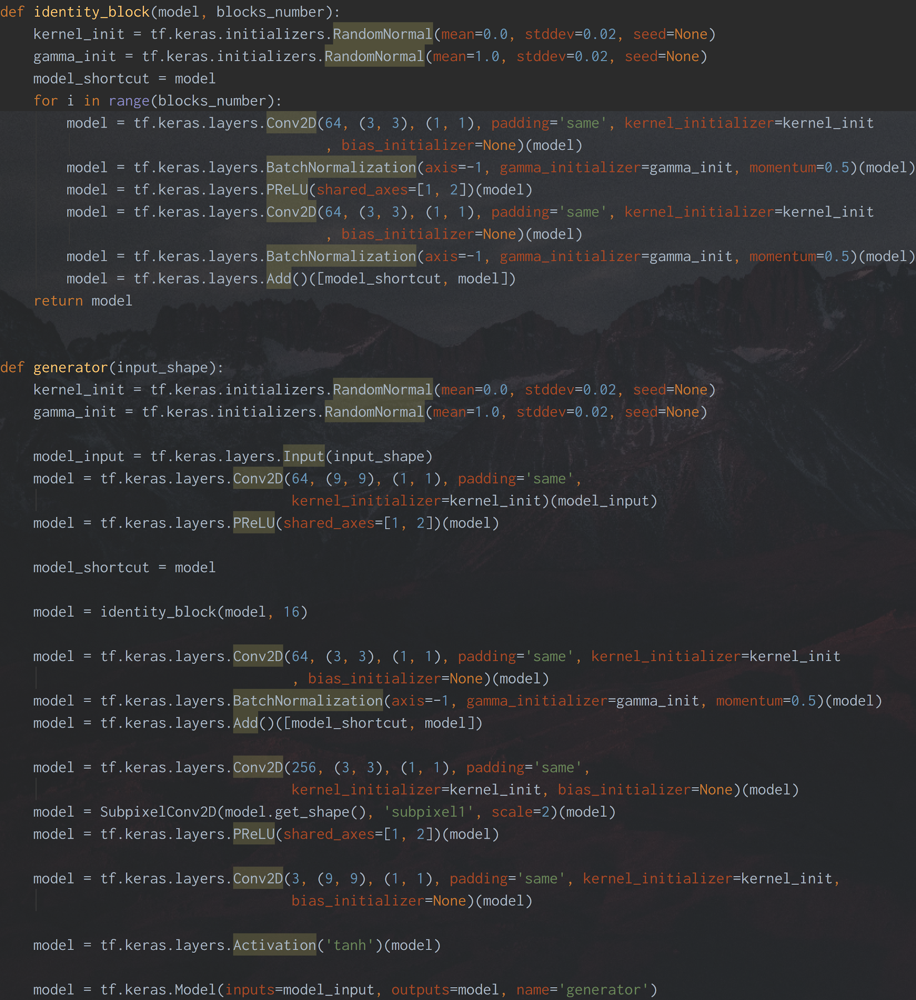 def identity_block(model, blocks_number):
    kernel_init = tf.keras.initializers.RandomNormal(mean=0.0, stddev=0.02, seed=None)
    gamma_init = tf.keras.initializers.RandomNormal(mean=1.0, stddev=0.02, seed=None)
    model_shortcut = model
    for i in range(blocks_number):
        model = tf.keras.layers.Conv2D(64, (3, 3), (1, 1), padding='same', kernel_initializer=kernel_init
                                       , bias_initializer=None)(model)
        model = tf.keras.layers.BatchNormalization(axis=-1, gamma_initializer=gamma_init, momentum=0.5)(model)
        model = tf.keras.layers.PReLU(shared_axes=[1, 2])(model)
        model = tf.keras.layers.Conv2D(64, (3, 3), (1, 1), padding='same', kernel_initializer=kernel_init
                                       , bias_initializer=None)(model)
        model = tf.keras.layers.BatchNormalization(axis=-1, gamma_initializer=gamma_init, momentum=0.5)(model)
        model = tf.keras.layers.Add()([model_shortcut, model])
    return model
def generator(input_shape):
    kernel_init = tf.keras.initializers.RandomNormal(mean=0.0, stddev=0.02, seed=None)
    gamma_init = tf.keras.initializers.RandomNormal(mean=1.0, stddev=0.02, seed=None)
    model_input = tf.keras.layers.Input(input_shape)
    model = tf.keras.layers.Conv2D(64, (9, 9), (1, 1), padding='same',
                                   kernel_initializer=kernel_init)(model_input)
    model = tf.keras.layers.PReLU(shared_axes=[1, 2])(model)
    model_shortcut = model
    model = identity_block(model, 16)
    model = tf.keras.layers.Conv2D(64, (3, 3), (1, 1), padding='same', kernel_initializer=kernel_init
                                   , bias_initializer=None)(model)
    model = tf.keras.layers.BatchNormalization(axis=-1, gamma_initializer=gamma_init, momentum=0.5)(model)
    model = tf.keras.layers.Add()([model_shortcut, model])
    model = tf.keras.layers.Conv2D(256, (3, 3), (1, 1), padding='same',
                                   kernel_initializer=kernel_init, bias_initializer=None)(model)
    model = SubpixelConv2D(model.get_shape(), 'subpixel1', scale=2)(model)
    model = tf.keras.layers.PReLU(shared_axes=[1, 2])(model)
    model = tf.keras.layers.Conv2D(3, (9, 9), (1, 1), padding='same', kernel_initializer=kernel_init,
                                   bias_initializer=None)(model)
    model = tf.keras.layers.Activation('tanh')(model)
    model = tf.keras.Model(inputs=model_input, outputs=model, name='generator')